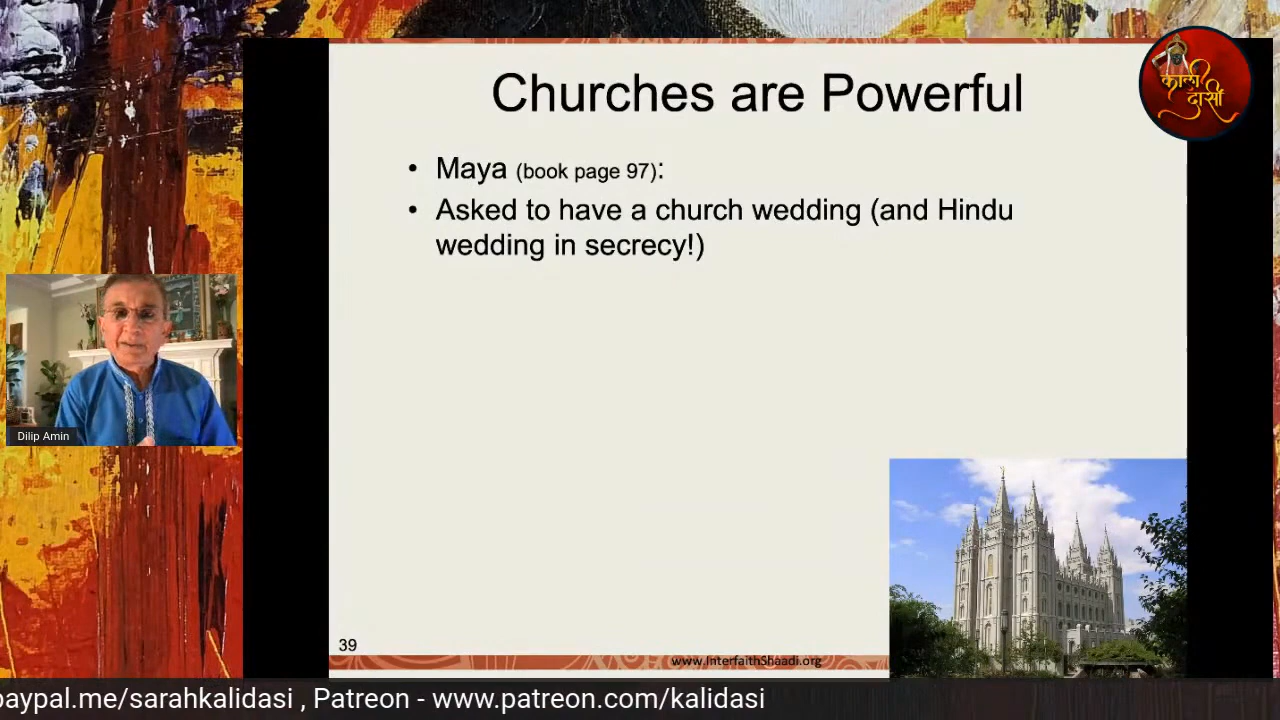 Churches are Powerful
काली
दासी
• Maya (book page 97):
• Asked to have a church wedding (and Hindu
wedding in secrecy!)
Dilip Amin
39
www.InterfaithShaadi.org
paypal.me/sarahkalidasi , Patreon - www.patreon.com/kalidasi